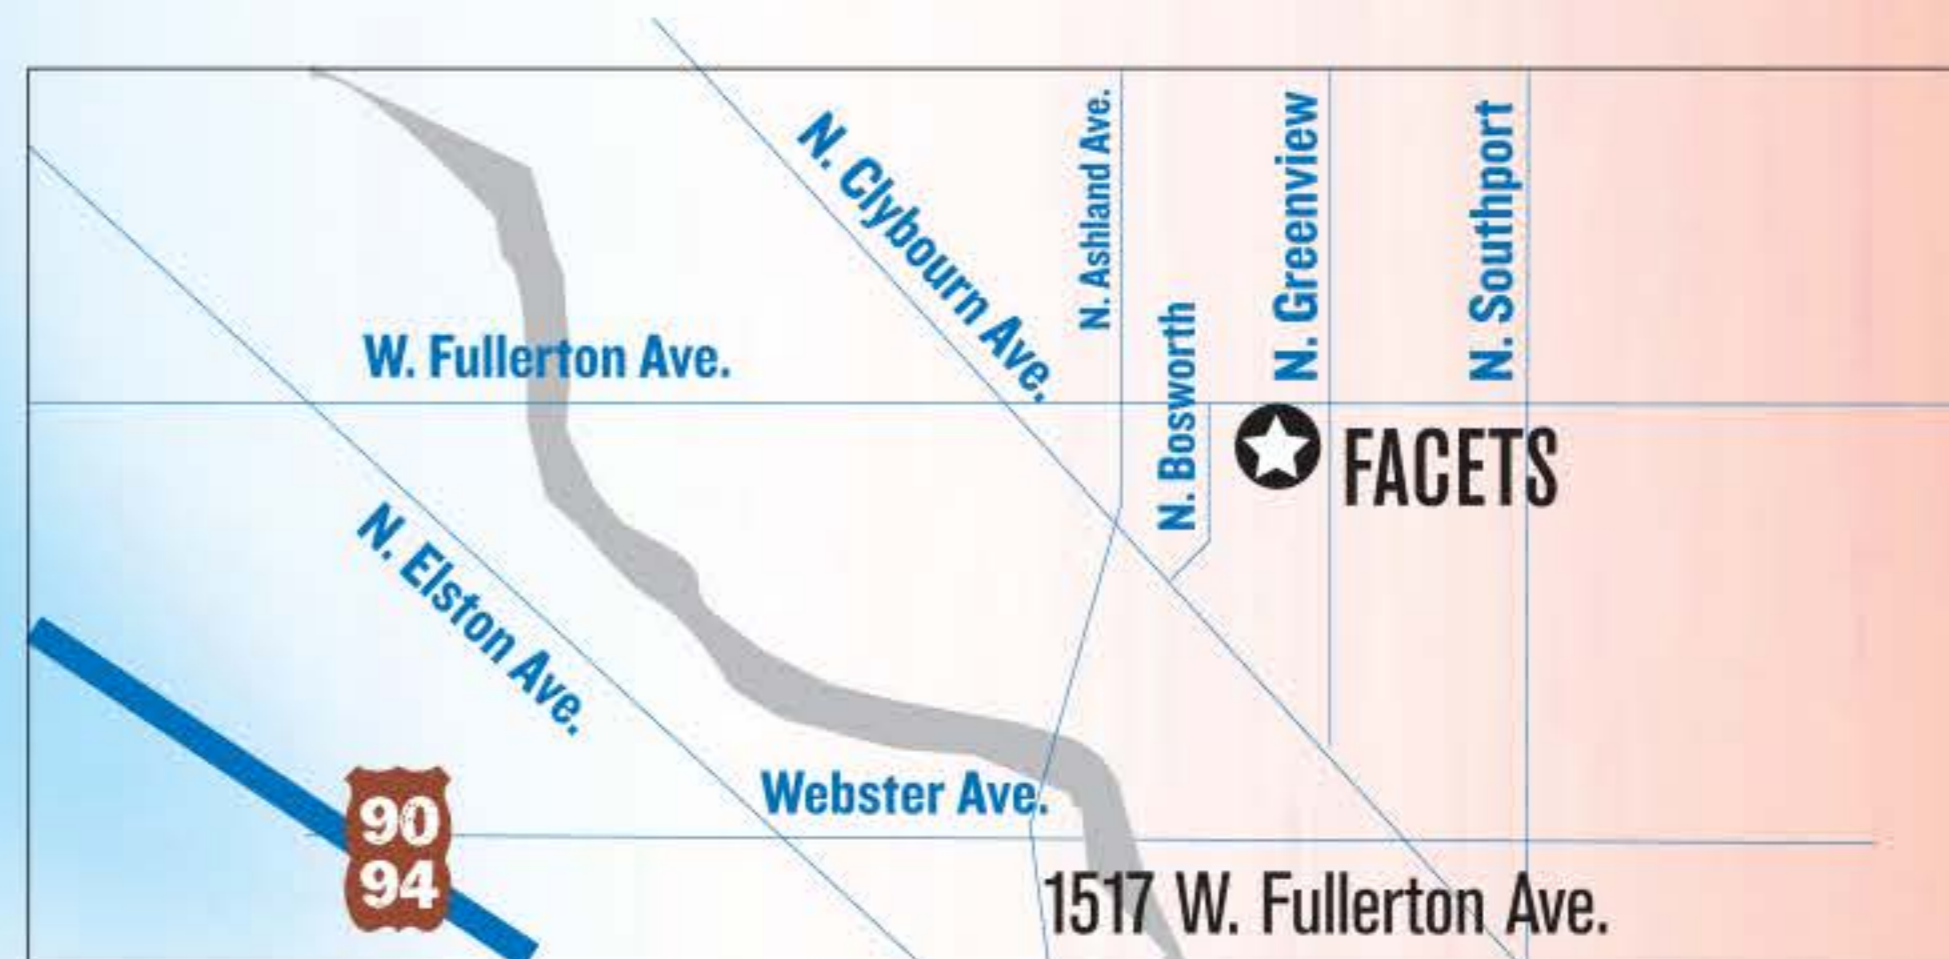 N. Clybourn Ave.
N. Ashland Ave.
N. Bosworth
N. Greenview
N. Southport
W. Fullerton Ave.
FACETS
N. Elston Ave.
Webster Ave.
90
94
1517 W. Fullerton Ave.